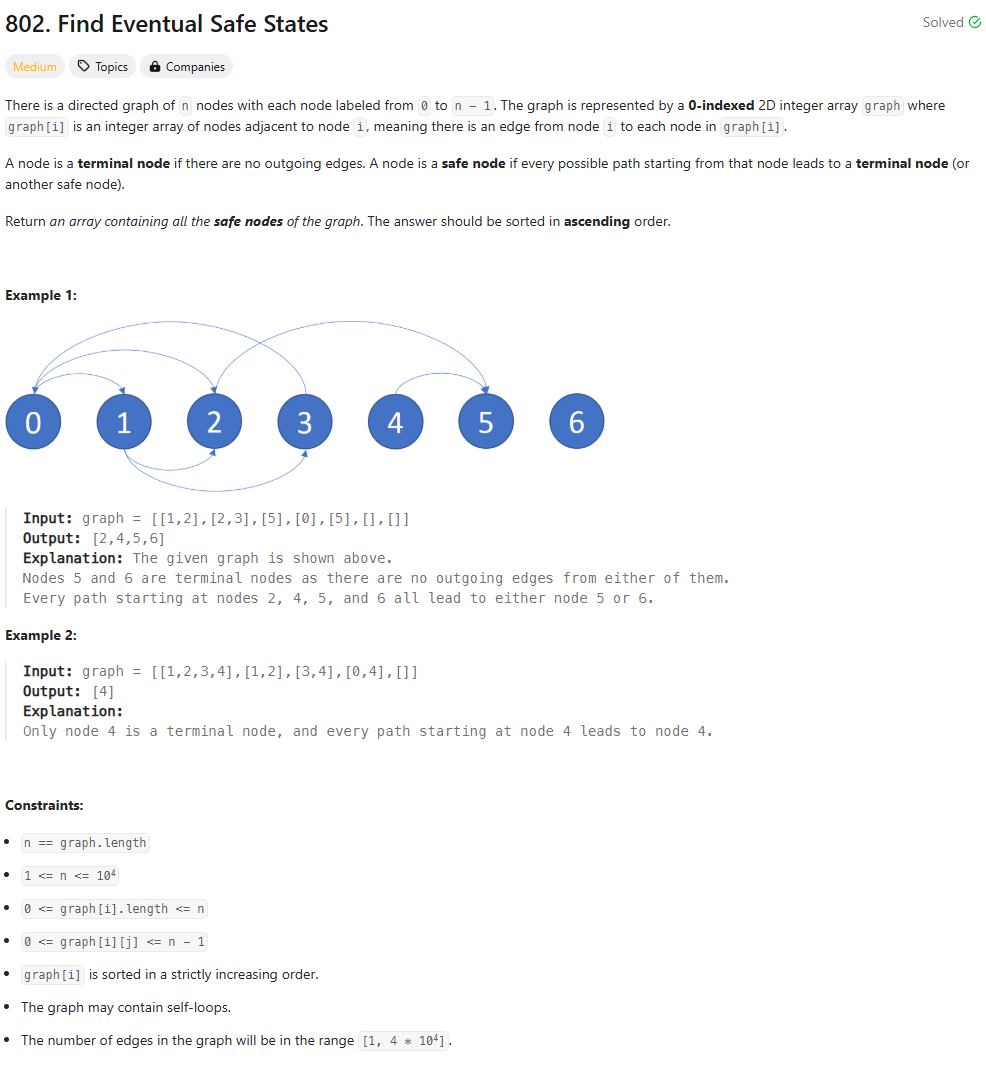 802. Find Eventual Safe States
Solved
Medium Topics Companies
There is a directed graph of n nodes with each node labeled from 0 to n - 1. The graph is represented by a 0-indexed 2D integer array graph where
graph[i] is an integer array of nodes adjacent to node i, meaning there is an edge from node i to each node in graph[i].
A node is a terminal node if there are no outgoing edges. A node is a safe node if every possible path starting from that node leads to a terminal node (or
another safe node).
Return an array containing all the safe nodes of the graph. The answer should be sorted in ascending order.
Example 1:
0 1 2 3 4 5 6
Input: graph = [[1,2],[2,3],[5],[0],[5],[],[]]
Output: [2,4,5,6]
Explanation: The given graph is shown above.
Nodes 5 and 6 are terminal nodes as there are no outgoing edges from either of them.
Every path starting at nodes 2, 4, 5, and 6 all lead to either node 5 or 6.
Example 2:
Input: graph = [[1,2,3,4],[1,2],[3,4],[0,4],[]]
Output: [4]
Explanation:
Only node 4 is a terminal node, and every path starting at node 4 leads to node 4.
Constraints:
• n == graph.length
• 1 <= n <= 10⁴
• 0 <= graph[i].length <= n
• 0 <= graph[i][j] <= n - 1
• graph[i] is sorted in a strictly increasing order.
• The graph may contain self-loops.
• The number of edges in the graph will be in the range [1, 4 * 10⁴].